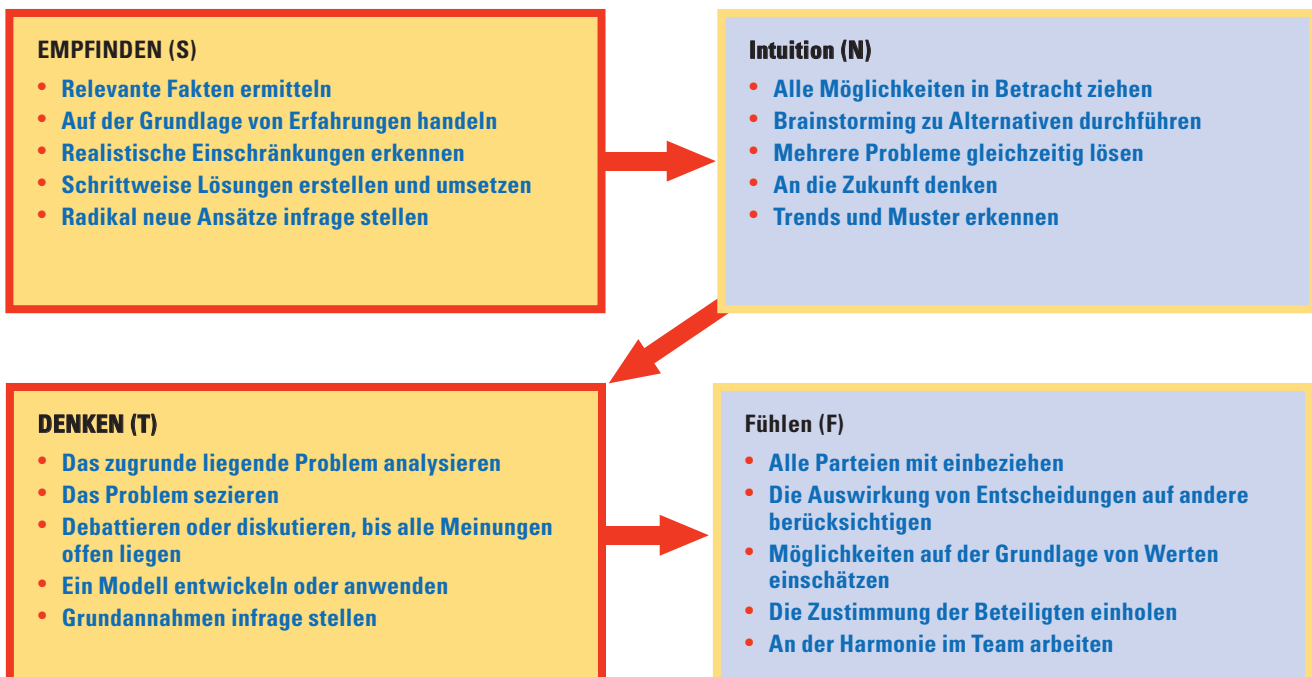 EMPFINDEN (S)
• Relevante Fakten ermitteln
• Auf der Grundlage von Erfahrungen handeln
• Realistische Einschränkungen erkennen
• Schrittweise Lösungen erstellen und umsetzen
• Radikal neue Ansätze infrage stellen
Intuition (N)
• Alle Möglichkeiten in Betracht ziehen
• Brainstorming zu Alternativen durchführen
• Mehrere Probleme gleichzeitig lösen
• An die Zukunft denken
• Trends und Muster erkennen
DENKEN (T)
• Das zugrunde liegende Problem analysieren
• Das Problem sezieren
• Debattieren oder diskutieren, bis alle Meinungen
offen liegen
• Ein Modell entwickeln oder anwenden
• Grundannahmen infrage stellen
Fühlen (F)
• Alle Parteien mit einbeziehen
• Die Auswirkung von Entscheidungen auf andere
berücksichtigen
• Möglichkeiten auf der Grundlage von Werten
einschätzen
• Die Zustimmung der Beteiligten einholen
• An der Harmonie im Team arbeiten